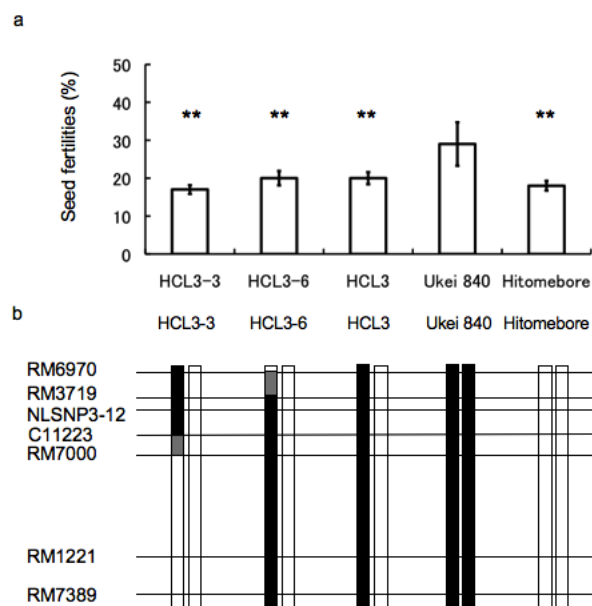 a
Seed fertilities (%)
50
40
30
20
10
0
** ** ** **
HCL3-3 HCL3-6 HCL3 Ukei 840 Hitomebore
b
HCL3-3 HCL3-6 HCL3 Ukei 840 Hitomebore
RM6970
RM3719
NLSNP3-12
C11223
RM7000
RM1221
RM7389